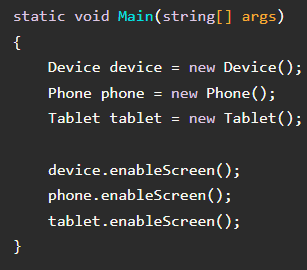 static void Main(string[] args)
{
    Device device = new Device();
    Phone phone = new Phone();
    Tablet tablet = new Tablet();

    device.enableScreen();
    phone.enableScreen();
    tablet.enableScreen();
}